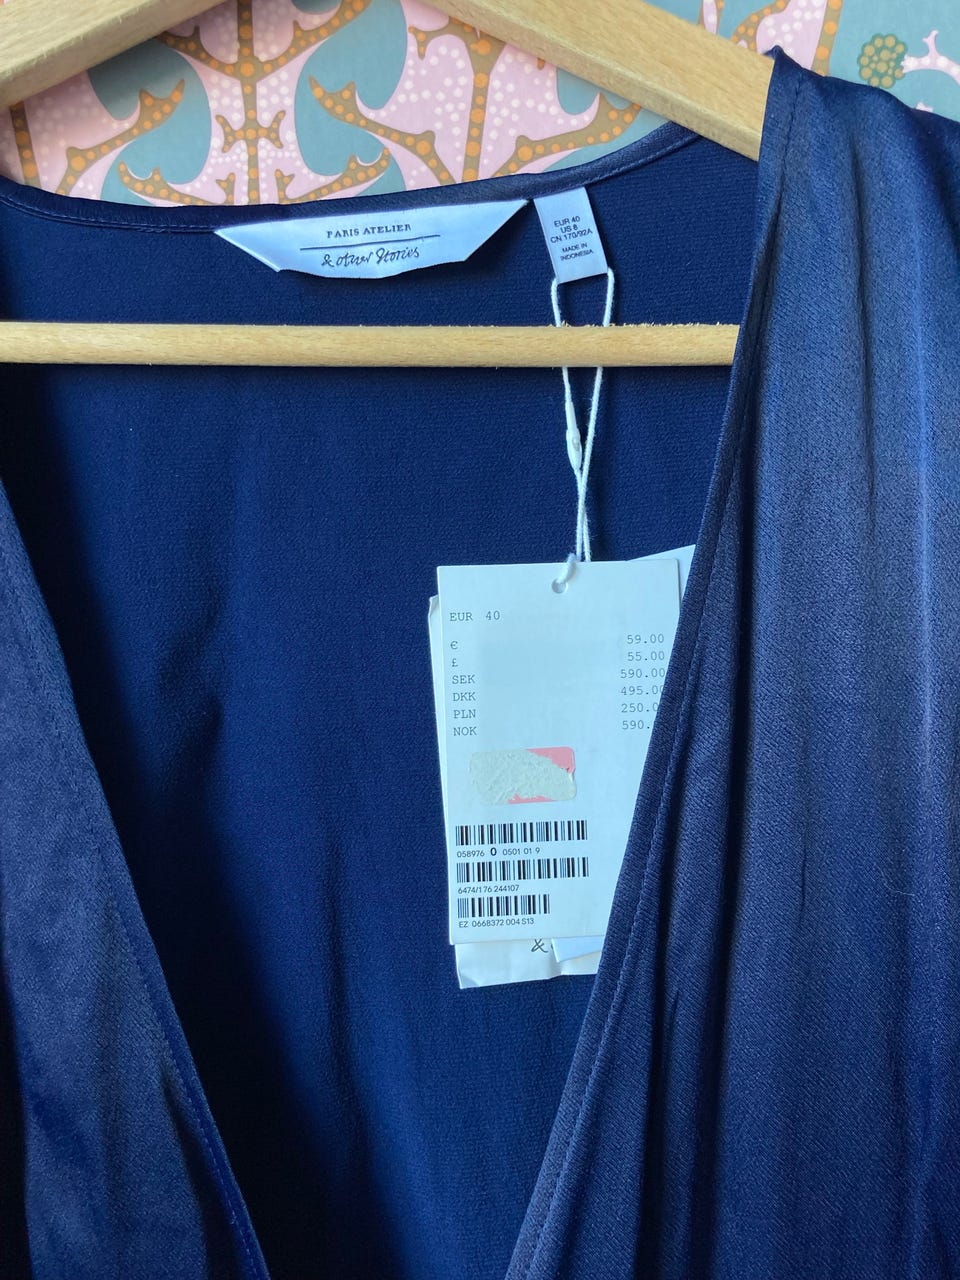 PARIS ATELIER
& other Stories
EUR 40
US 8
CN 170/92A
MADE IN
INDONESIA
EUR 40
€ 59.00
£ 55.00
SEK 590.00
DKK 495.00
PLN 250.0
NOK 590.
058976 0 0501 01 9
6474/176 244107
EZ 0668372 004 S13
&